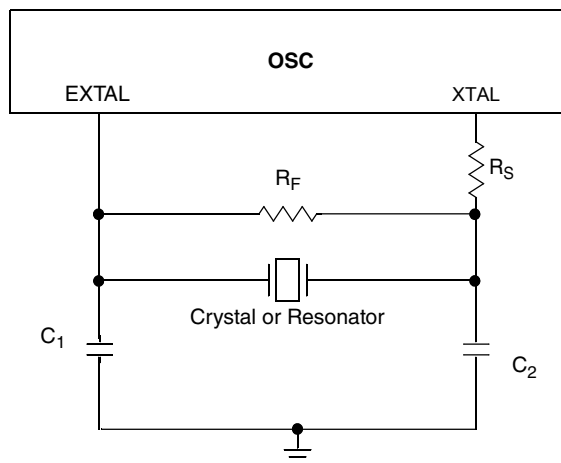 OSC
EXTAL
XTAL
R_S
R_F
Crystal or Resonator
C_1
C_2